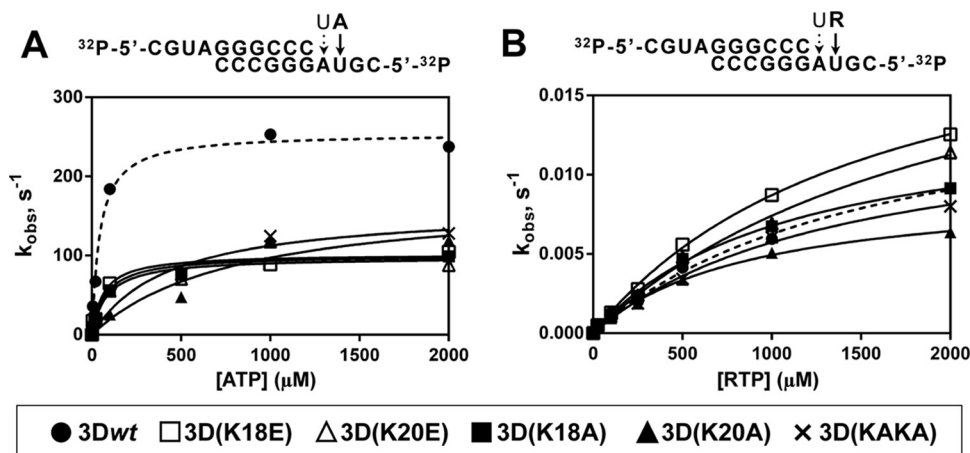 A
UA
³²P-5’-CGUAGGGCCC
CCCGGGAUGC-5’-³²P
kobs, s⁻¹
300
200
100
0
0
500
1000
1500
2000
[ATP] (μM)
B
UR
³²P-5’-CGUAGGGCCC
CCCGGGAUGC-5’-³²P
kobs, s⁻¹
0.015
0.010
0.005
0.000
0
500
1000
1500
2000
[RTP] (μM)
3Dwt 3D(K18E) 3D(K20E) 3D(K18A) 3D(K20A) 3D(KAKA)